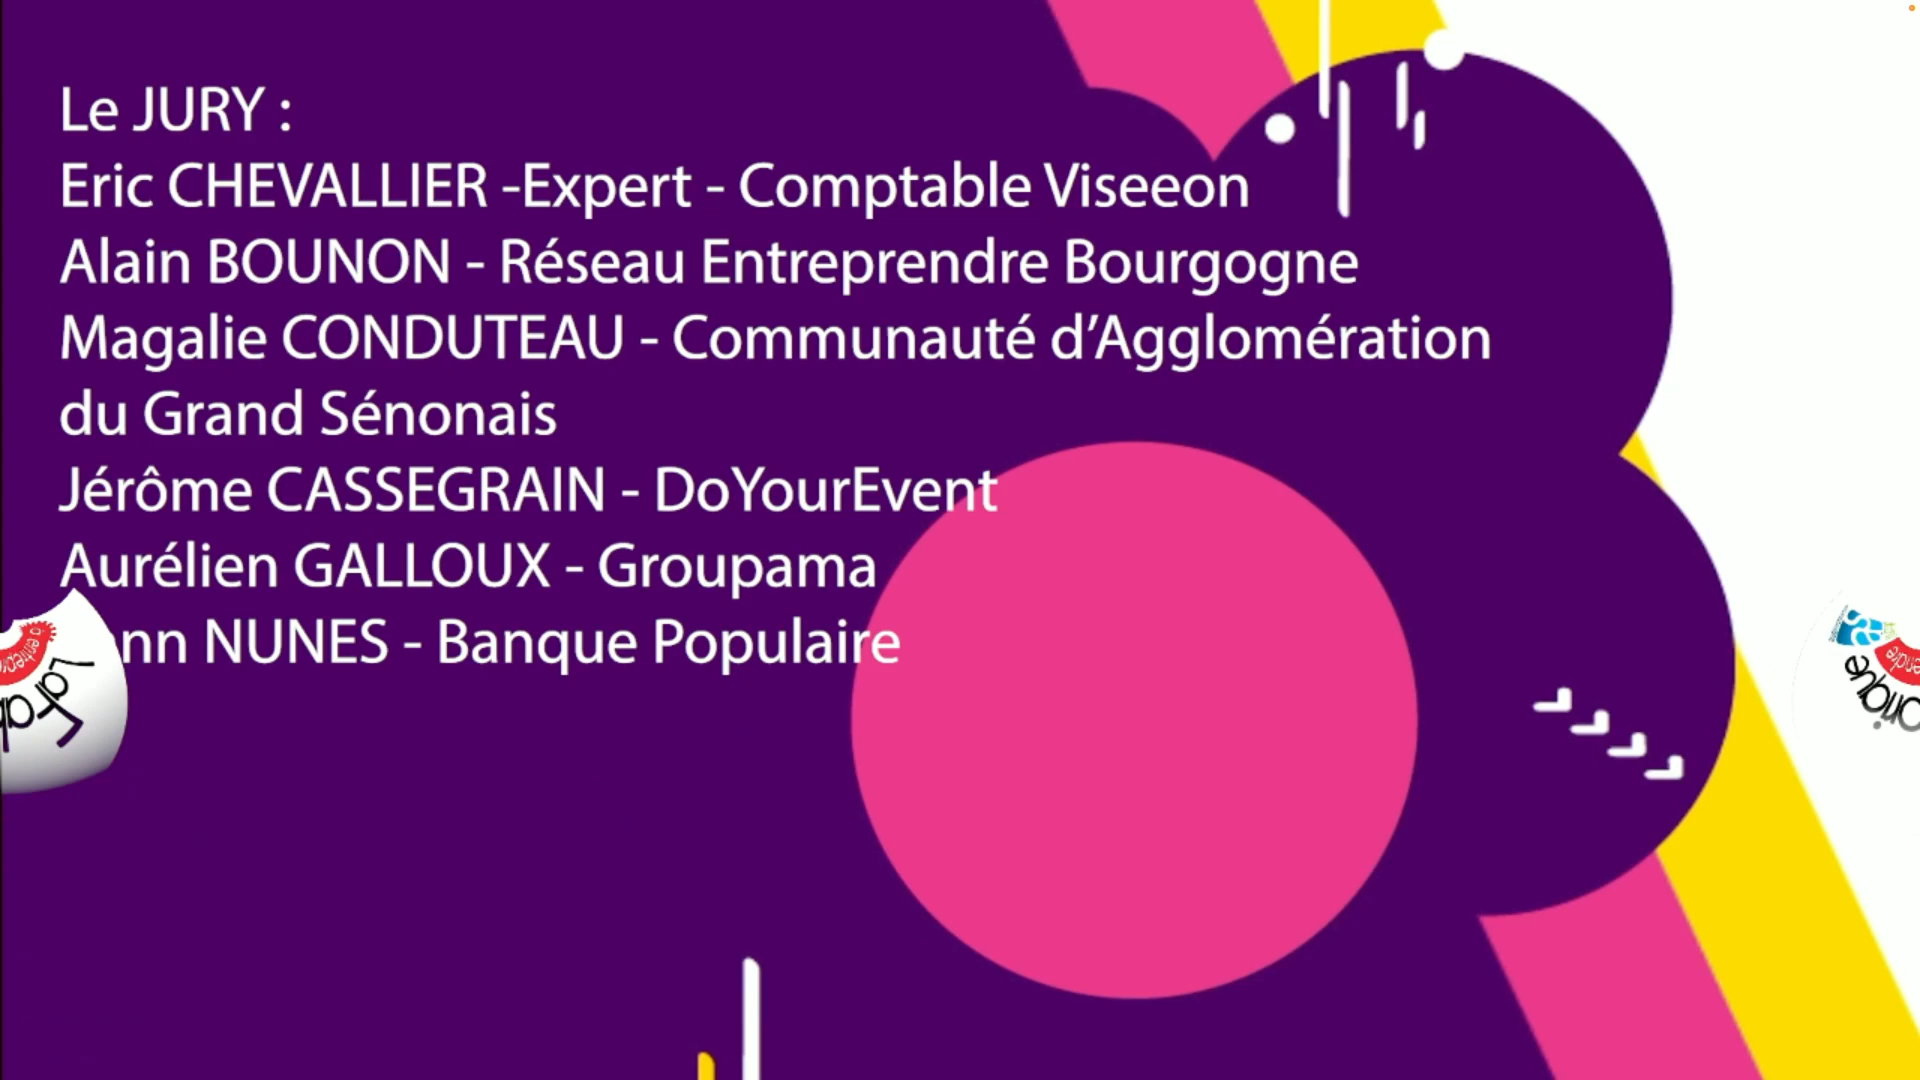 Le JURY :
Eric CHEVALLIER -Expert - Comptable Viseeon
Alain BOUNON - Réseau Entreprendre Bourgogne
Magalie CONDUTEAU - Communauté d’Agglomération
du Grand Sénonais
Jérôme CASSEGRAIN - DoYourEvent
Aurélien GALLOUX - Groupama
NUNES - Banque Populaire